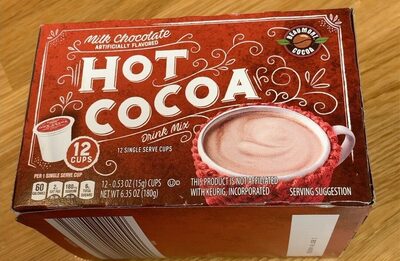 Milk Chocolate
ARTIFICIALLY FLAVORED
BEAUMONT
COCOA
HOT
COCOA
Drink Mix
12 SINGLE SERVE CUPS
12
CUPS
PER 1 SINGLE SERVE CUP
60
12 - 0.53 OZ (15g) CUPS
NET WT 6.35 OZ (180g)
THIS PRODUCT IS NOT AFFILIATED
WITH KEURIG, INCORPORATED
SERVING SUGGESTION